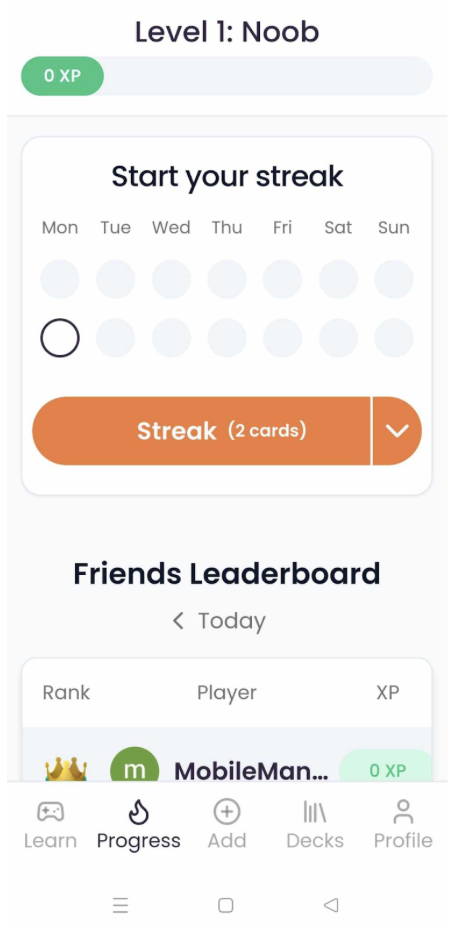 Level 1: Noob
0 XP
Start your streak
Mon Tue Wed Thu Fri Sat Sun
Streak (2 cards)
Friends Leaderboard
Today
Rank Player XP
m MobileMan... 0 XP
Learn Progress Add Decks Profile